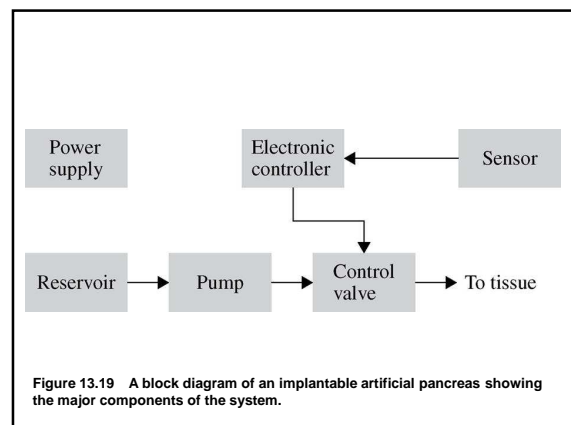 Power
supply
Electronic
controller
Sensor
Reservoir
Pump
Control
valve
To tissue
Figure 13.19 A block diagram of an implantable artificial pancreas showing
the major components of the system.